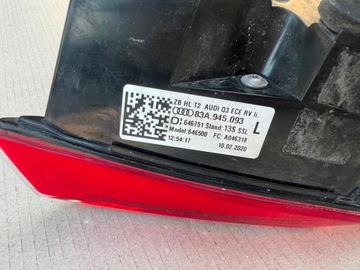 ZB HL T2 AUDI Q3 ECE RV li.
83A.945.093
646751 Stand: 13S SSL
Model: 646500 FC: A046318
12:54:17 10.02.2020
L